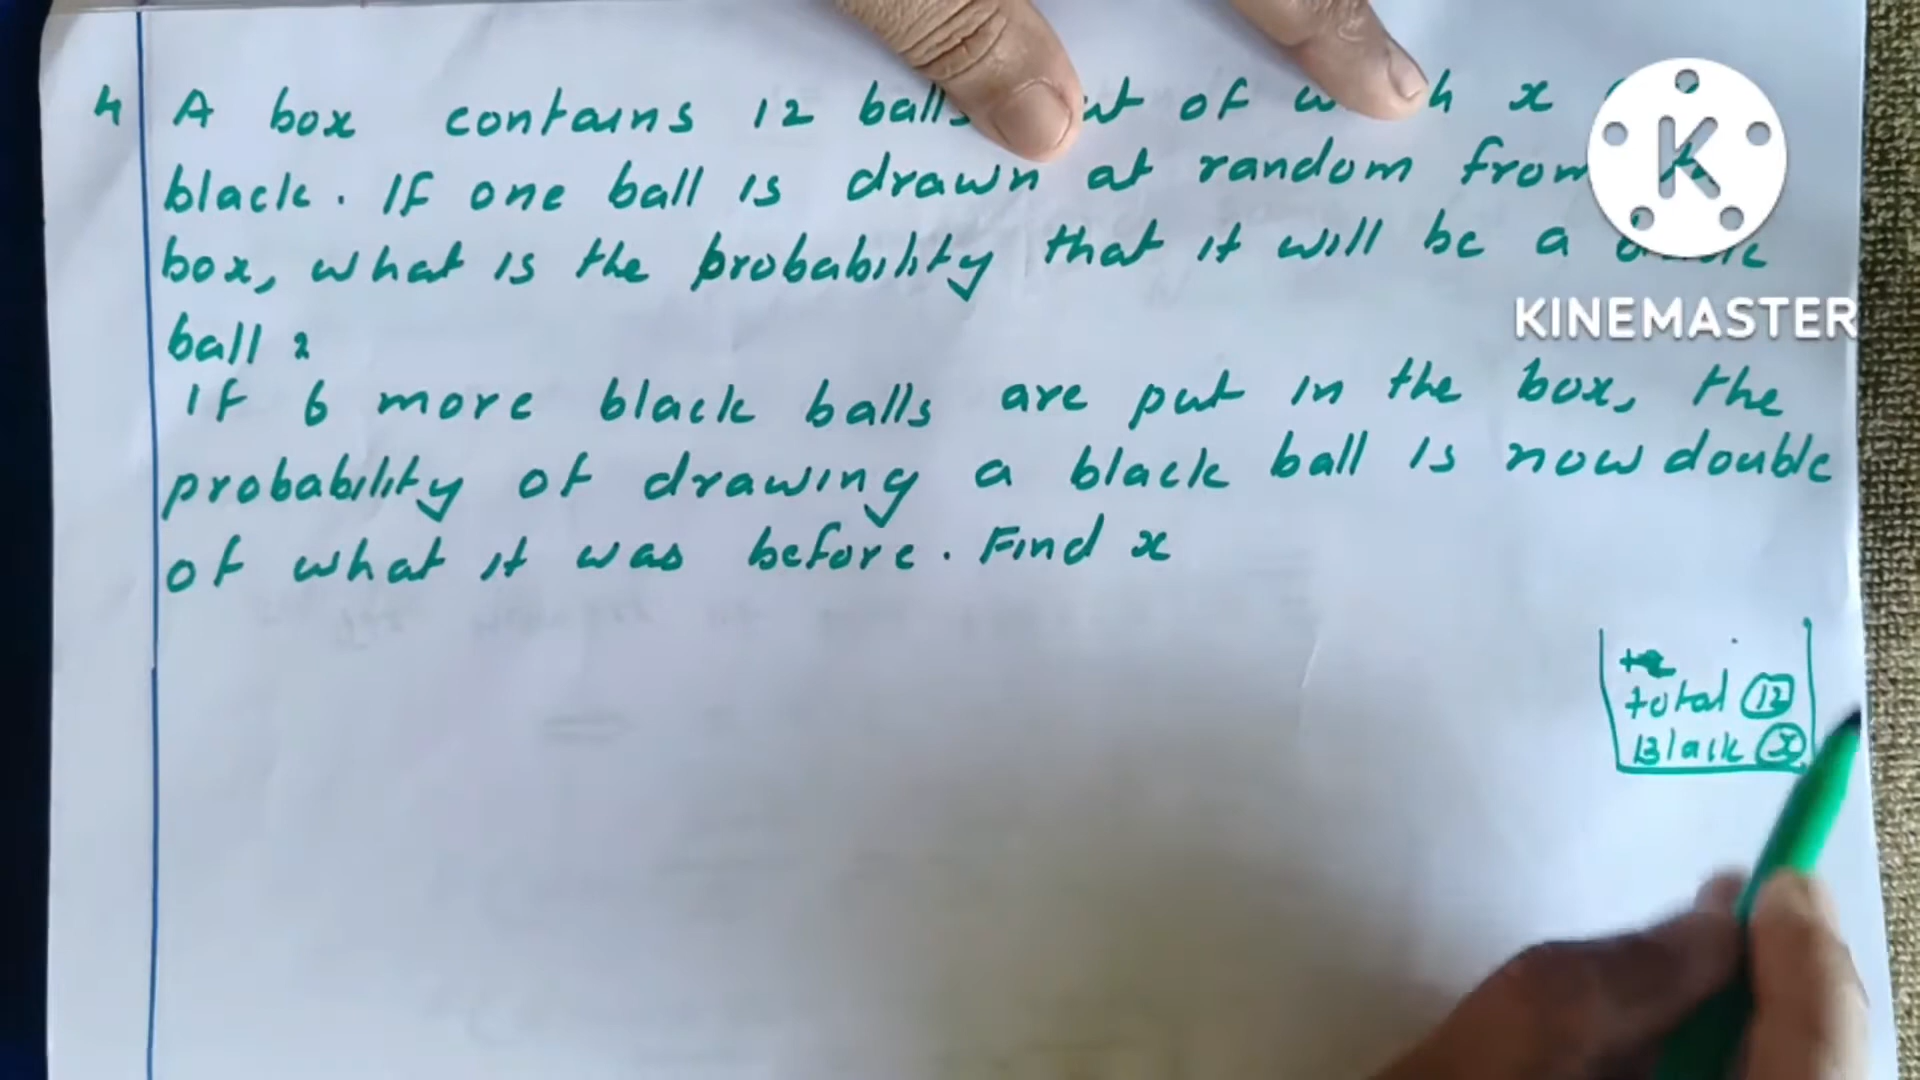 4 A box contains 12 balls of x
black. If one ball is drawn at random from
box, what is the probability that it will be a
ball ?
If 6 more black balls are put in the box, the
probability of drawing a black ball is now double
of what it was before. Find x
K
KINEMASTER
total 12
Black x